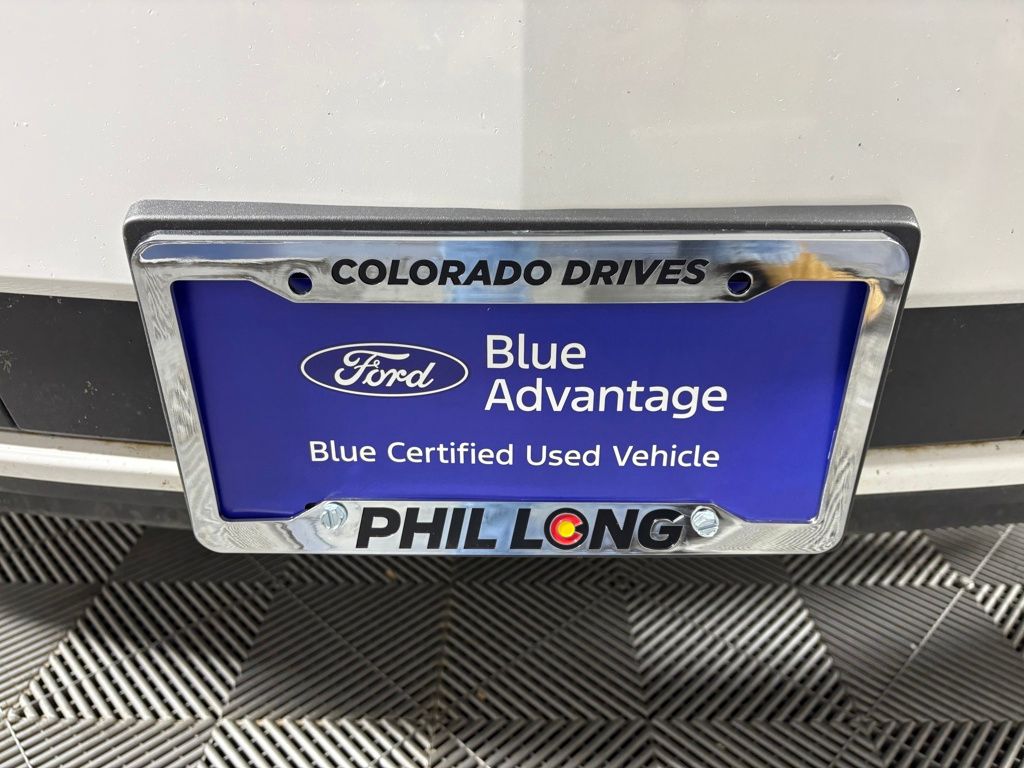 COLORADO DRIVES
Ford
Blue
Advantage
Blue Certified Used Vehicle
PHIL LONG